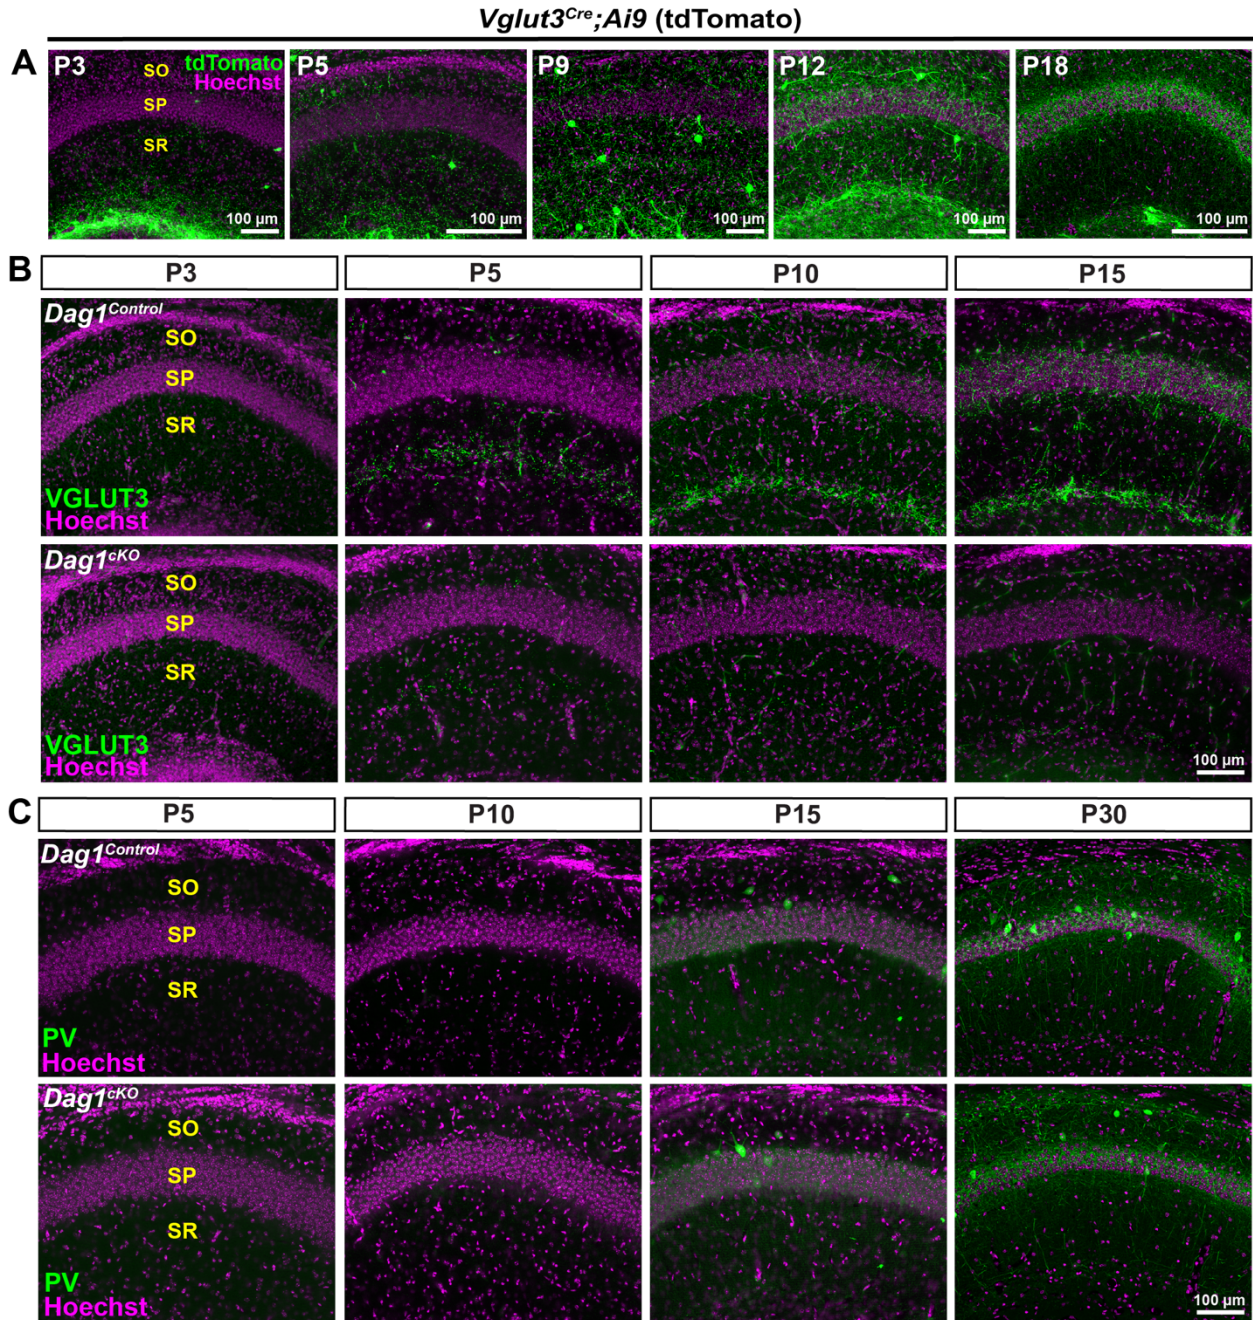 Vglut3Cre;Ai9 (tdTomato)
A
P3
SO
tdTomato
Hoechst
SP
SR
100 µm
P5
100 µm
P9
100 µm
P12
100 µm
P18
100 µm
B
P3
P5
P10
P15
Dag1Control
SO
SP
SR
VGLUT3
Hoechst
Dag1cKO
SO
SP
SR
VGLUT3
Hoechst
100 µm
C
P5
P10
P15
P30
Dag1Control
SO
SP
SR
PV
Hoechst
Dag1cKO
SO
SP
SR
PV
Hoechst
100 µm